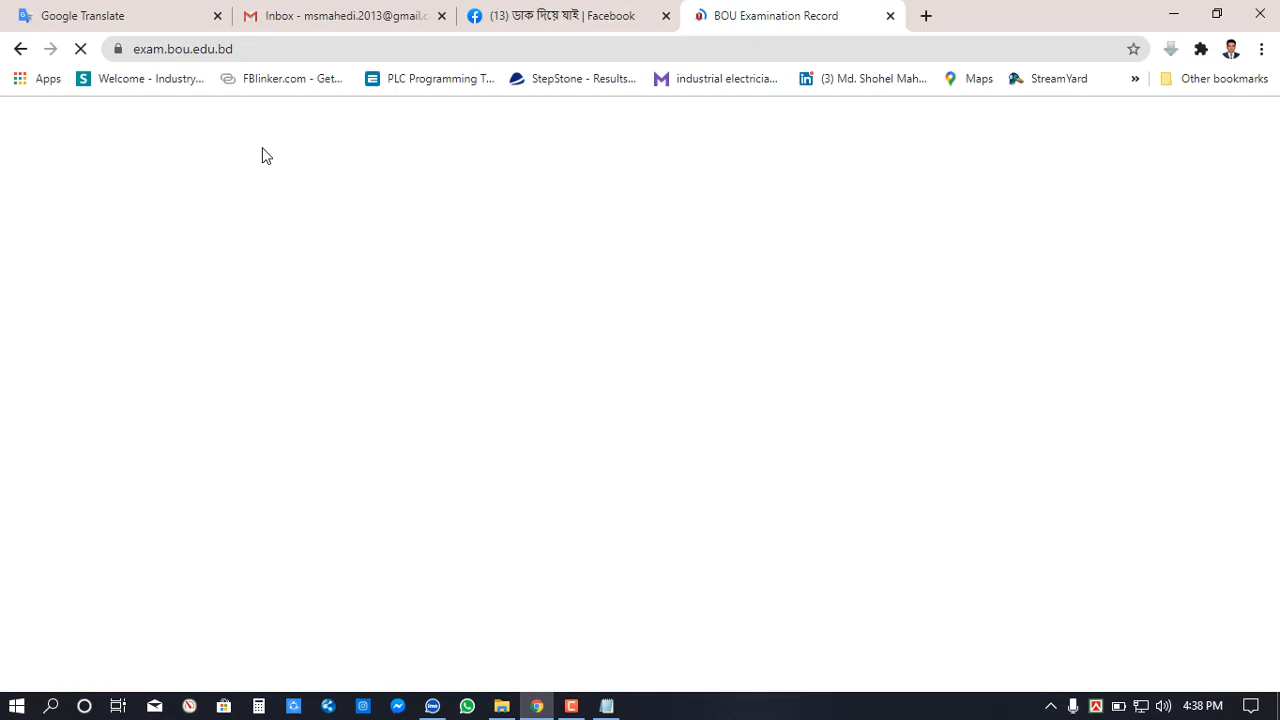 Google Translate
Inbox - msmahedi.2013@gmail.c
(13) ডাক দিয়ে যাই | Facebook
BOU Examination Record
exam.bou.edu.bd
Apps
Welcome - Industry...
FBlinker.com - Get...
PLC Programming T...
StepStone - Results...
industrial electricia...
(3) Md. Shohel Mah...
Maps
StreamYard
»
Other bookmarks
imo
4:38 PM